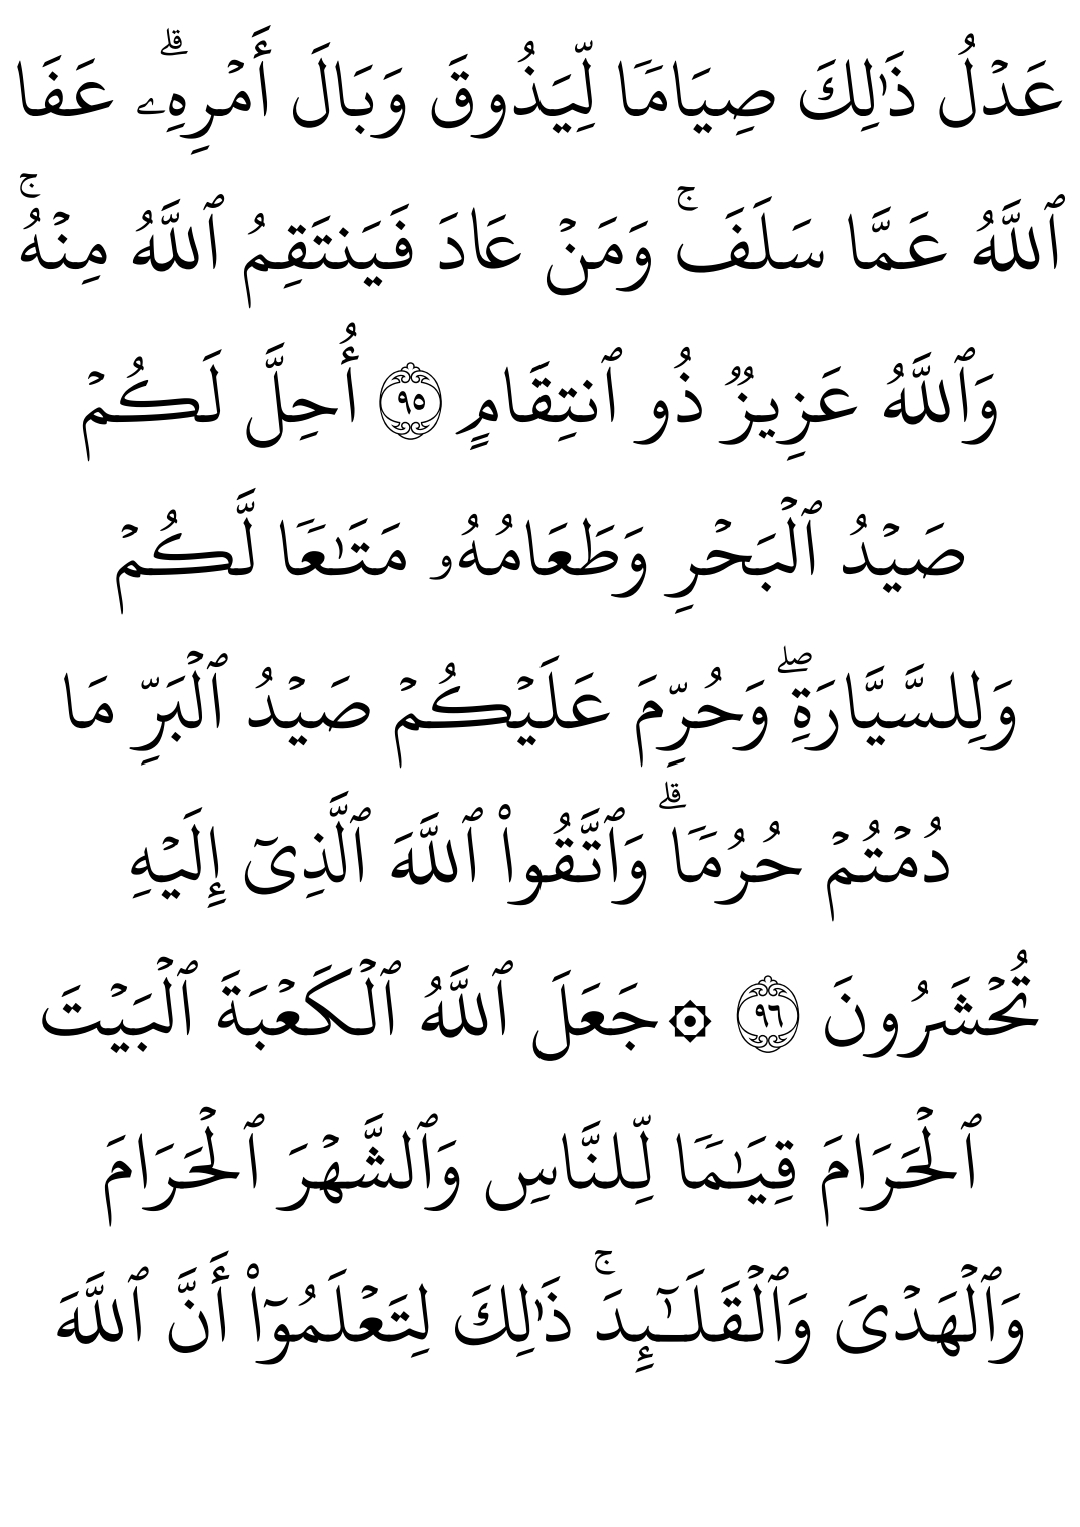 عَدۡلُ ذَٰلِكَ صِيَامٗا لِّيَذُوقَ وَبَالَ أَمۡرِهِۦۗ عَفَا
ٱللَّهُ عَمَّا سَلَفَۚ وَمَنۡ عَادَ فَيَنتَقِمُ ٱللَّهُ مِنۡهُۚ
وَٱللَّهُ عَزِيزٞ ذُو ٱنتِقَامٍ ٩٥ أُحِلَّ لَكُمۡ
صَيۡدُ ٱلۡبَحۡرِ وَطَعَامُهُۥ مَتَٰعٗا لَّكُمۡ
وَلِلسَّيَّارَةِۖ وَحُرِّمَ عَلَيۡكُمۡ صَيۡدُ ٱلۡبَرِّ مَا
دُمۡتُمۡ حُرُمٗاۗ وَٱتَّقُواْ ٱللَّهَ ٱلَّذِيٓ إِلَيۡهِ
تُحۡشَرُونَ ٩٦ ۞جَعَلَ ٱللَّهُ ٱلۡكَعۡبَةَ ٱلۡبَيۡتَ
ٱلۡحَرَامَ قِيَٰمٗا لِّلنَّاسِ وَٱلشَّهۡرَ ٱلۡحَرَامَ
وَٱلۡهَدۡيَ وَٱلۡقَلَٰٓئِدَۚ ذَٰلِكَ لِتَعۡلَمُوٓاْ أَنَّ ٱللَّهَ